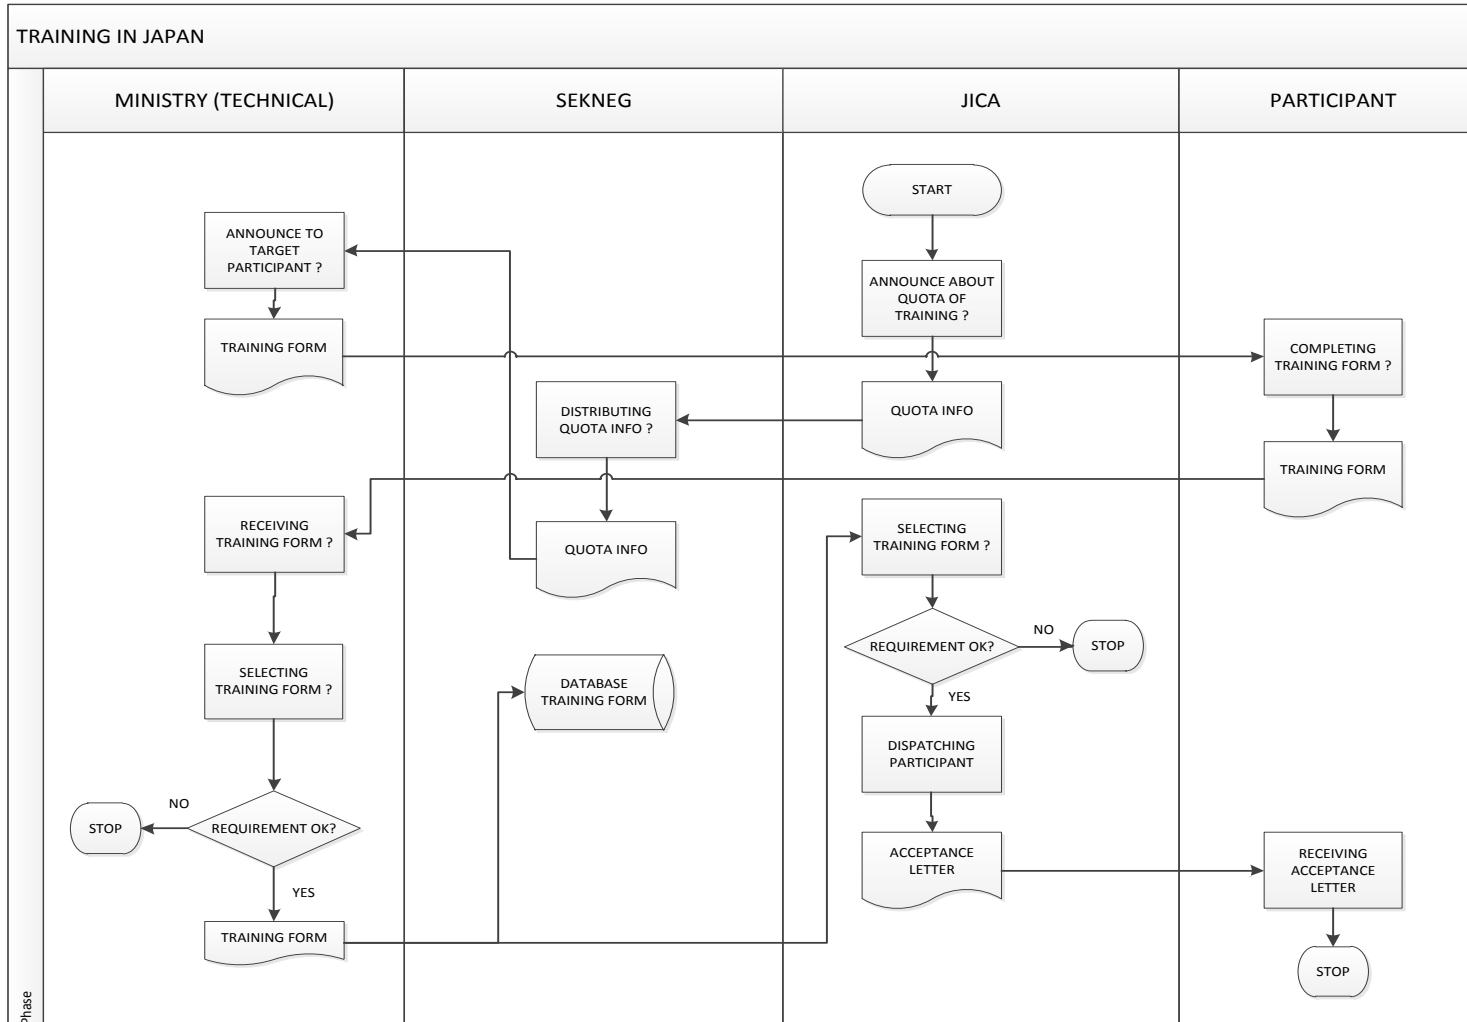 TRAINING IN JAPAN
MINISTRY (TECHNICAL)
SEKNEG
JICA
PARTICIPANT
START
ANNOUNCE TO
TARGET
PARTICIPANT ?
ANNOUNCE ABOUT
QUOTA OF
TRAINING ?
TRAINING FORM
COMPLETING
TRAINING FORM ?
DISTRIBUTING
QUOTA INFO ?
QUOTA INFO
TRAINING FORM
RECEIVING
TRAINING FORM ?
QUOTA INFO
SELECTING
TRAINING FORM ?
REQUIREMENT OK?
NO
STOP
YES
SELECTING
TRAINING FORM ?
DATABASE
TRAINING FORM
DISPATCHING
PARTICIPANT
NO
STOP
REQUIREMENT OK?
YES
ACCEPTANCE
LETTER
RECEIVING
ACCEPTANCE
LETTER
TRAINING FORM
STOP
Phase